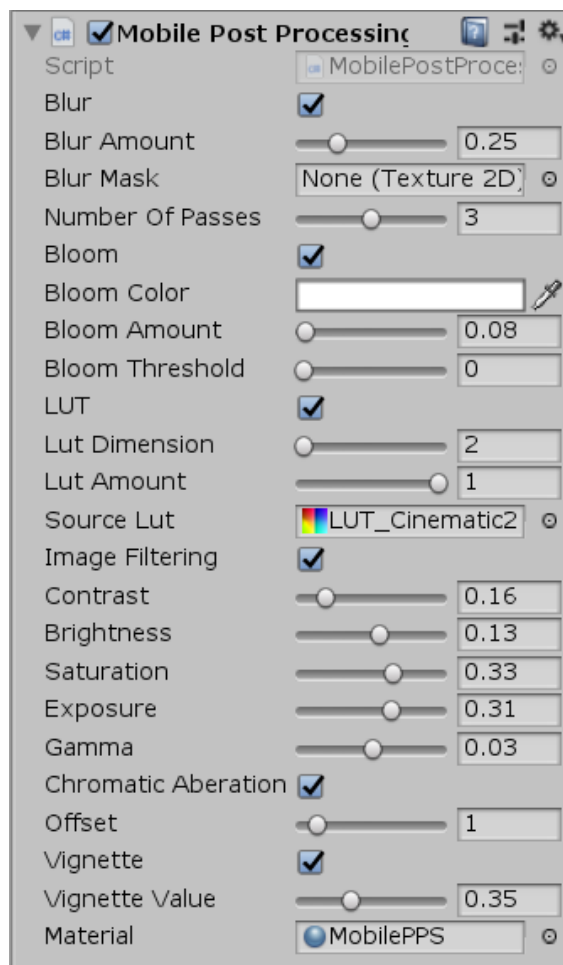 Mobile Post Processing
Script MobilePostProce
Blur
Blur Amount 0.25
Blur Mask None (Texture 2D)
Number Of Passes 3
Bloom
Bloom Color
Bloom Amount 0.08
Bloom Threshold 0
LUT
Lut Dimension 2
Lut Amount 1
Source Lut LUT_Cinematic2
Image Filtering
Contrast 0.16
Brightness 0.13
Saturation 0.33
Exposure 0.31
Gamma 0.03
Chromatic Aberation
Offset 1
Vignette
Vignette Value 0.35
Material MobilePPS